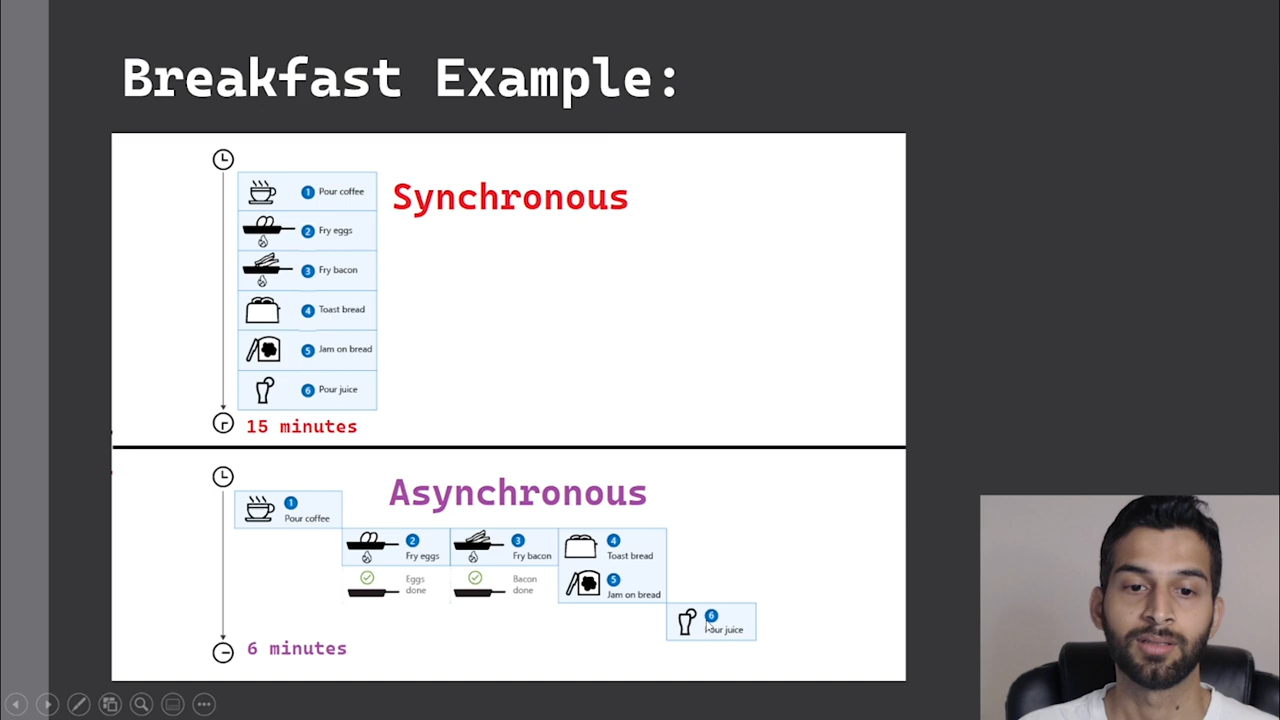 Breakfast Example:
1 Pour coffee
Synchronous
2 Fry eggs
3 Fry bacon
4 Toast bread
5 Jam on bread
6 Pour juice
15 minutes
Asynchronous
1
Pour coffee
2
Fry eggs
3
Fry bacon
4
Toast bread
Eggs
done
Bacon
done
5
Jam on bread
6
Pour juice
6 minutes